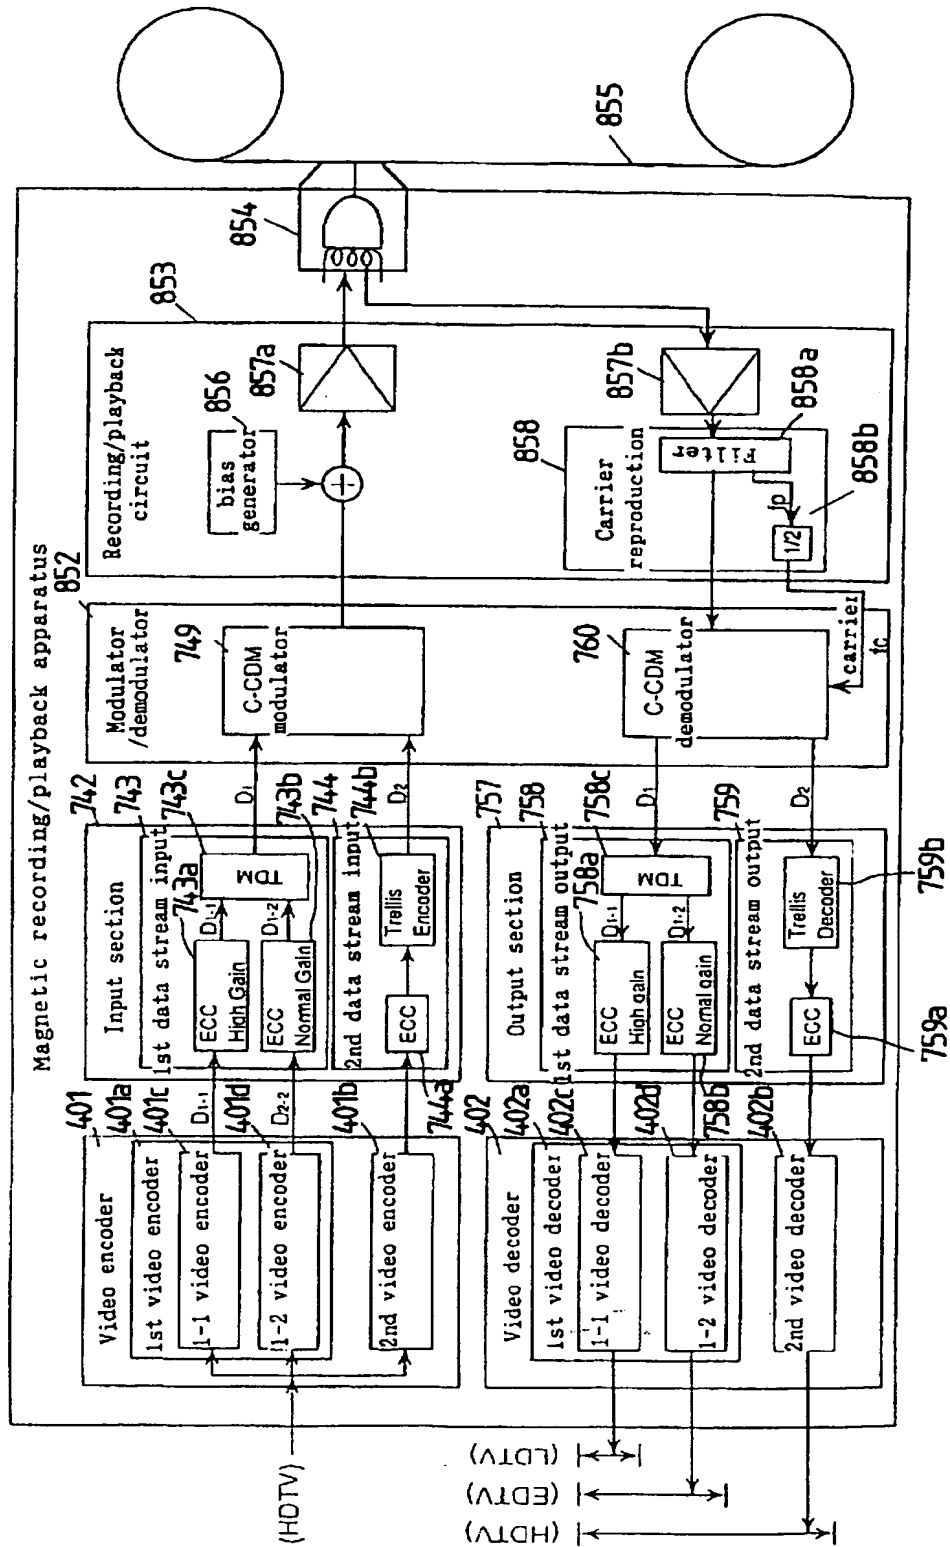 Magnetic recording/playback apparatus
401
Video encoder
401a
1st video encoder
401c
1-1 video encoder
401d
1-2 video encoder
401b
2nd video encoder
(HDTV)
D1-1
D2-2
742
Input section
743
1st data stream input
743a
ECC
High Gain
743b
ECC
Normal Gain
D1-1
D1-2
743c
TDM
D1
744
2nd data stream input
744a
ECC
744b
Trellis
Encoder
D2
852
Modulator
/demodulator
749
C-CDM
modulator
853
Recording/playback
circuit
856
bias
generator
857a
854
855
857b
858
Carrier
reproduction
858a
Filter
fp
858b
1/2
carrier
fc
760
C-CDM
demodulator
D1
D2
757
Output section
758
1st data stream output
758c
TDM
D1-1
D1-2
758a
ECC
High gain
758b
ECC
Normal gain
759
2nd data stream output
759b
Trellis
Decoder
759a
ECC
402
Video decoder
402a
1st video decoder
402c
1-1 video decoder
402d
1-2 video decoder
402b
2nd video decoder
(LDTV)
(EDTV)
(HDTV)